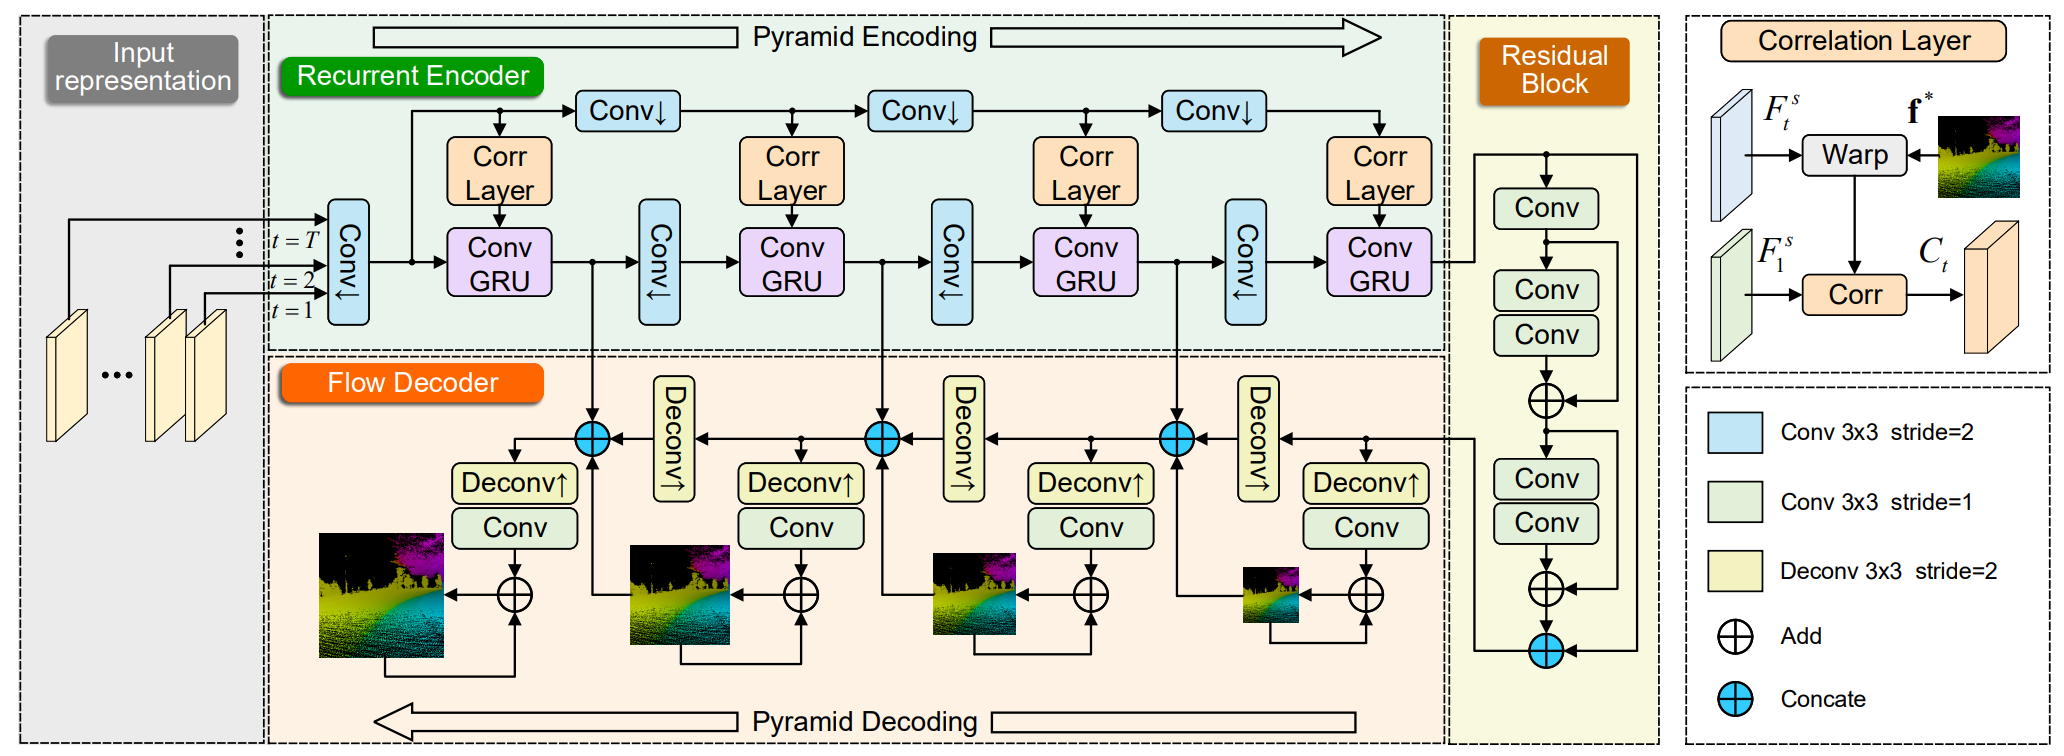 Input
representation
Pyramid Encoding
Recurrent Encoder
Conv↓
Conv↓
Conv↓
Corr
Layer
Corr
Layer
Corr
Layer
Corr
Layer
t = T
t = 2
t = 1
Conv↓
Conv
GRU
Conv↓
Conv
GRU
Conv↓
Conv
GRU
Conv↓
Conv
GRU
Flow Decoder
Deconv↑
Deconv↑
Deconv↑
Deconv↑
Conv
Deconv↑
Conv
Deconv↑
Conv
Deconv↑
Conv
Pyramid Decoding
Residual
Block
Conv
Conv
Conv
Conv
Conv
Correlation Layer
F_t^s
f*
Warp
F_1^s
C_t
Corr
Conv 3x3 stride=2
Conv 3x3 stride=1
Deconv 3x3 stride=2
Add
Concate